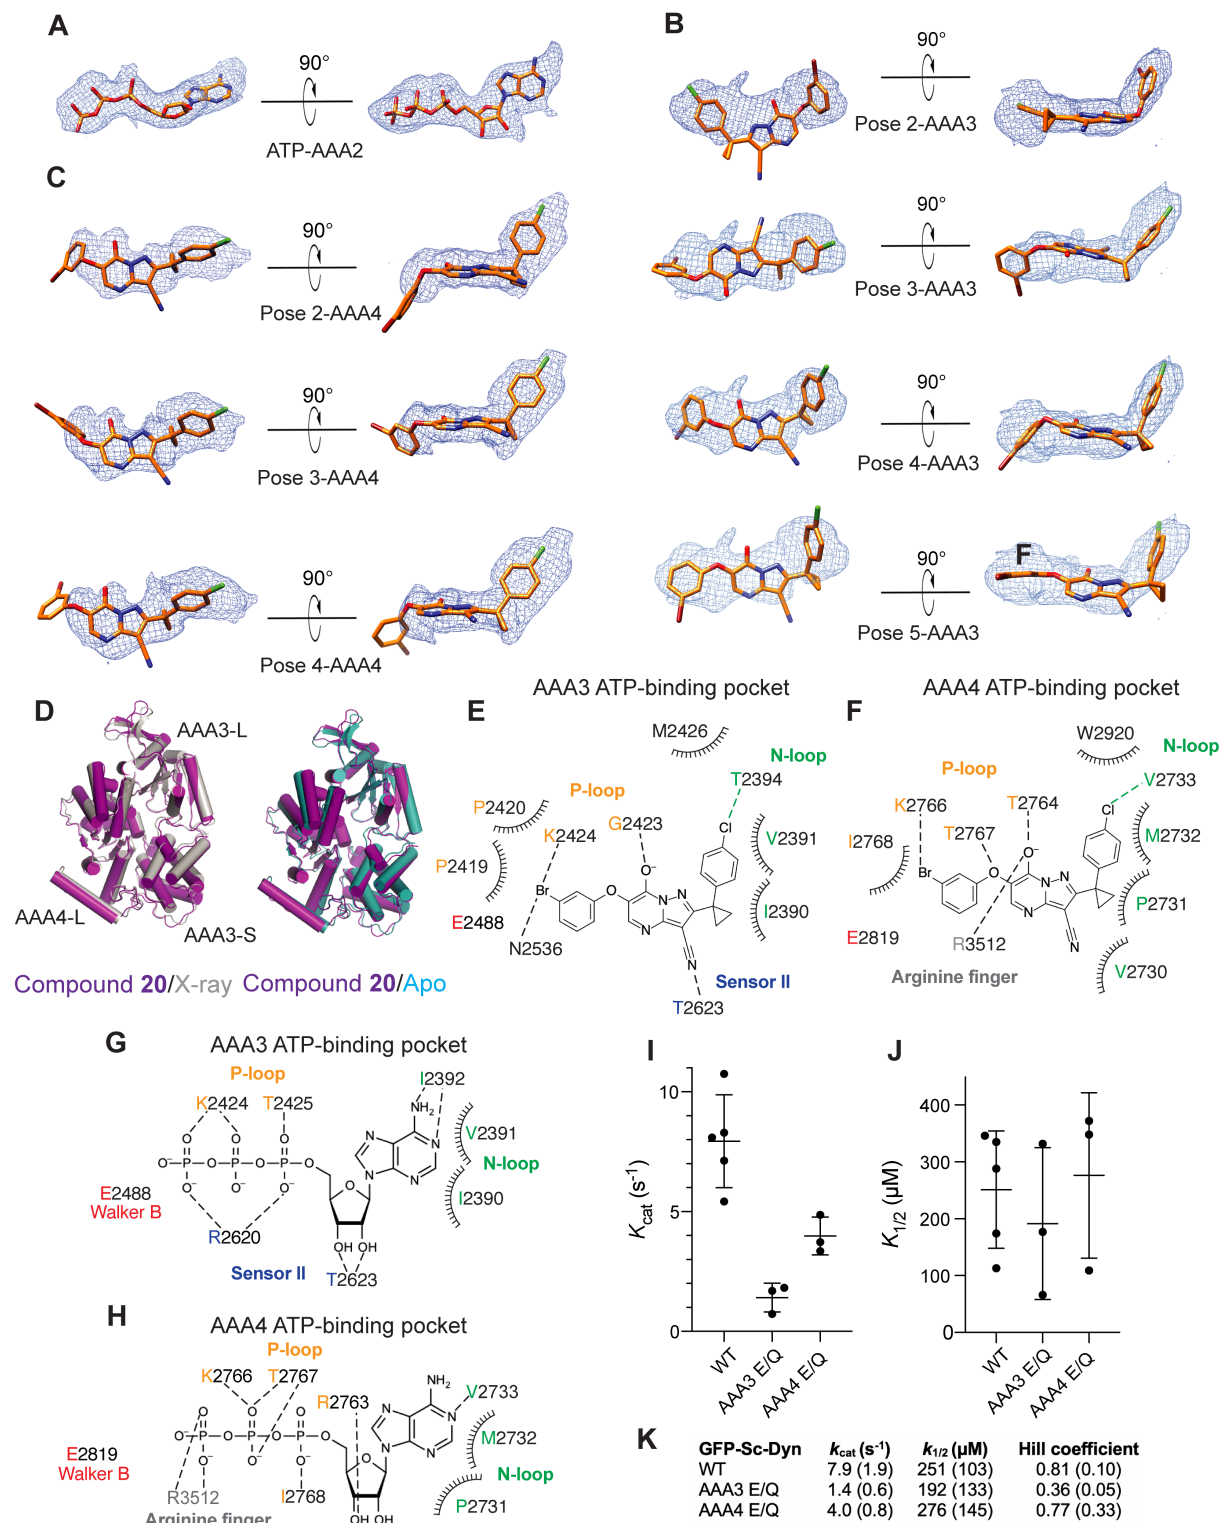 A
90°
ATP-AAA2
B
90°
Pose 2-AAA3
C
90°
Pose 2-AAA4
90°
Pose 3-AAA3
90°
Pose 3-AAA4
90°
Pose 4-AAA3
90°
Pose 4-AAA4
F
90°
Pose 5-AAA3
D
AAA3-L
AAA4-L
AAA3-S
Compound 20/X-ray
Compound 20/Apo
E
AAA3 ATP-binding pocket
M2426
N-loop
P-loop
T2394
P2420
K2424
G2423
Cl
V2391
P2419
O⁻
Br
O
N
N
E2488
N
I2390
N2536
N
Sensor II
T2623
F
AAA4 ATP-binding pocket
W2920
N-loop
P-loop
V2733
K2766
T2764
Cl
T2767
I2768
M2732
O⁻
Br
O
N
N
P2731
N
E2819
R3512
N
V2730
Arginine finger
G
AAA3 ATP-binding pocket
P-loop
I2392
K2424
T2425
NH₂
O
O
O
N
N
V2391
O⁻
P
O
P
O
P
O
N
N
N-loop
E2488
O⁻
O⁻
O⁻
O
I2390
Walker B
R2620
OH
OH
Sensor II
T2623
H
AAA4 ATP-binding pocket
P-loop
K2766
T2767
NH₂
V2733
R2763
O
O
O
N
N
M2732
O⁻
P
O
P
O
P
O
N
N
E2819
O⁻
O⁻
O⁻
O
N-loop
Walker B
R3512
I2768
P2731
OH
OH
Arginine finger
I
10
5
0
Kcat (s⁻¹)
WT
AAA3 E/Q
AAA4 E/Q
J
400
300
200
100
0
K1/2 (µM)
WT
AAA3 E/Q
AAA4 E/Q
K
GFP-Sc-Dyn kcat (s⁻¹) k1/2 (µM) Hill coefficient
WT 7.9 (1.9) 251 (103) 0.81 (0.10)
AAA3 E/Q 1.4 (0.6) 192 (133) 0.36 (0.05)
AAA4 E/Q 4.0 (0.8) 276 (145) 0.77 (0.33)